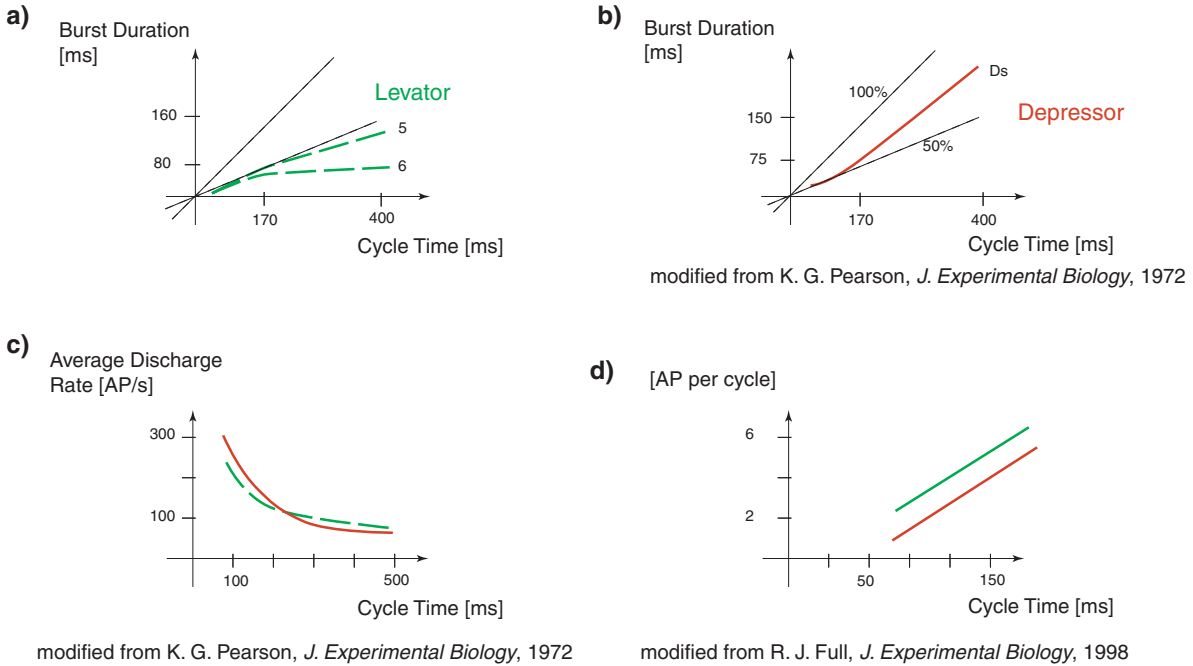 a)
Burst Duration
[ms]
Levator
160
80
5
6
170
400
Cycle Time [ms]
b)
Burst Duration
[ms]
100%
Ds
Depressor
150
75
50%
170
400
Cycle Time [ms]
modified from K. G. Pearson, J. Experimental Biology, 1972
c)
Average Discharge
Rate [AP/s]
300
100
100
500
Cycle Time [ms]
modified from K. G. Pearson, J. Experimental Biology, 1972
d)
[AP per cycle]
6
2
50
150
Cycle Time [ms]
modified from R. J. Full, J. Experimental Biology, 1998